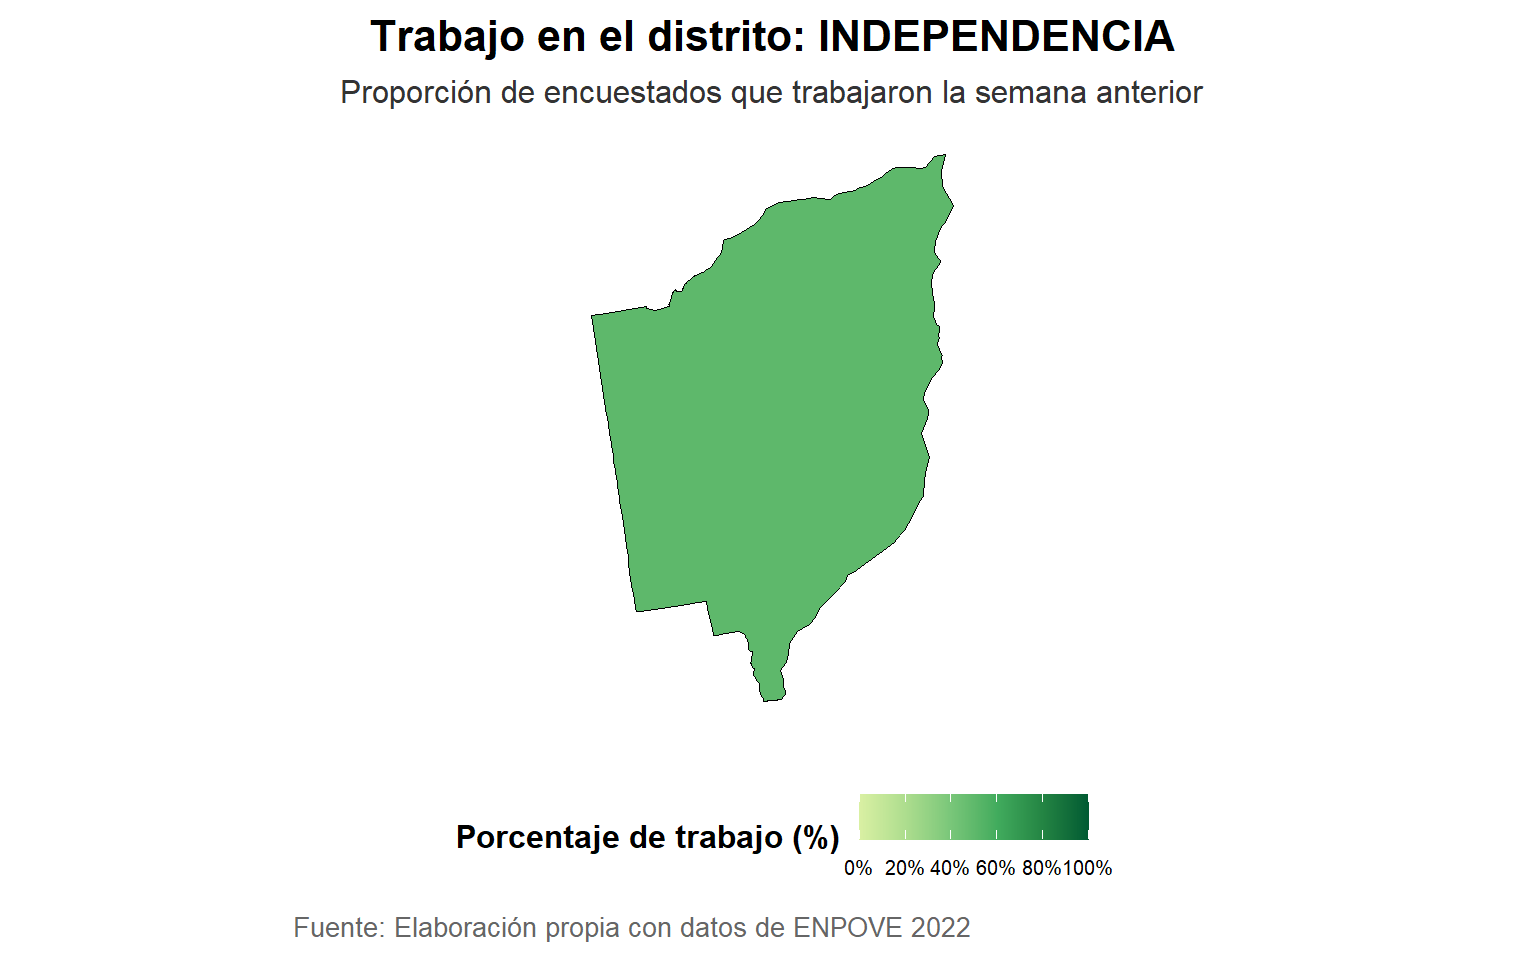 Trabajo en el distrito: INDEPENDENCIA
Proporción de encuestados que trabajaron la semana anterior
Porcentaje de trabajo (%)
0% 20% 40% 60% 80% 100%
Fuente: Elaboración propia con datos de ENPOVE 2022